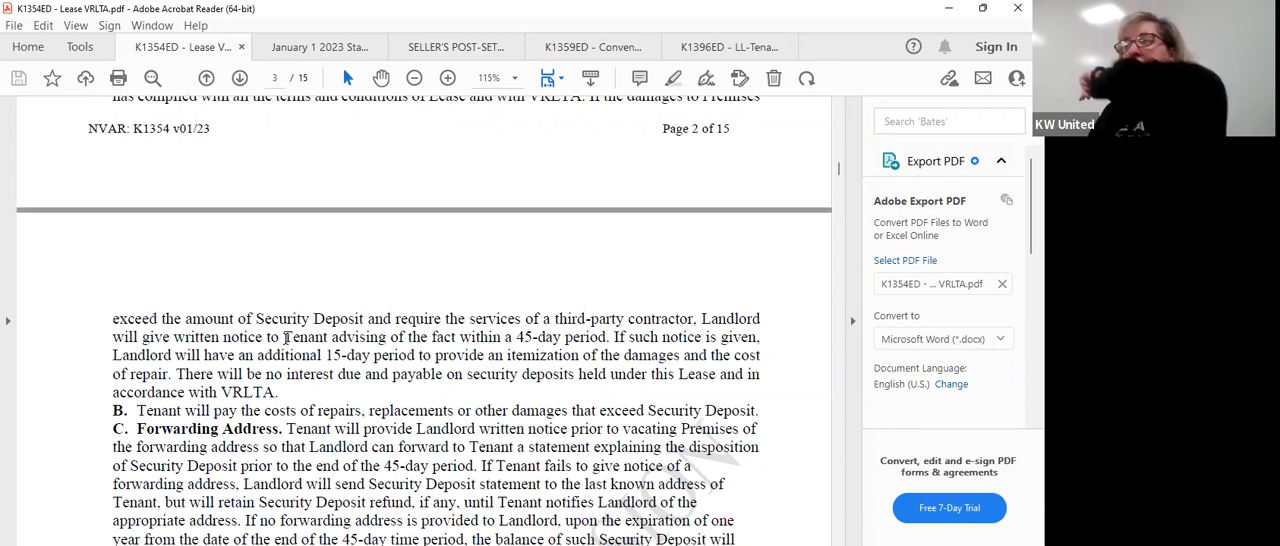 K1354ED - Lease VRLTA.pdf - Adobe Acrobat Reader (64-bit)
File Edit View Sign Window Help
Home Tools K1354ED - Lease V... × January 1 2023 Sta... SELLER'S POST-SET... K1359ED - Conven... K1396ED - LL-Tena... Sign In
3 / 15 115%
has complied with all the terms and conditions of Lease and with VRLTA. If the damages to Premises
NVAR: K1354 v01/23 Page 2 of 15
exceed the amount of Security Deposit and require the services of a third-party contractor, Landlord
will give written notice to Tenant advising of the fact within a 45-day period. If such notice is given,
Landlord will have an additional 15-day period to provide an itemization of the damages and the cost
of repair. There will be no interest due and payable on security deposits held under this Lease and in
accordance with VRLTA.
B. Tenant will pay the costs of repairs, replacements or other damages that exceed Security Deposit.
C. Forwarding Address. Tenant will provide Landlord written notice prior to vacating Premises of
the forwarding address so that Landlord can forward to Tenant a statement explaining the disposition
of Security Deposit prior to the end of the 45-day period. If Tenant fails to give notice of a
forwarding address, Landlord will send Security Deposit statement to the last known address of
Tenant, but will retain Security Deposit refund, if any, until Tenant notifies Landlord of the
appropriate address. If no forwarding address is provided to Landlord, upon the expiration of one
year from the date of the end of the 45-day time period, the balance of such Security Deposit will
Search 'Bates'
Export PDF
Adobe Export PDF
Convert PDF Files to Word
or Excel Online
Select PDF File
K1354ED - ... VRLTA.pdf
Convert to
Microsoft Word (*.docx)
Document Language:
English (U.S.) Change
Convert, edit and e-sign PDF
forms & agreements
Free 7-Day Trial
KW United